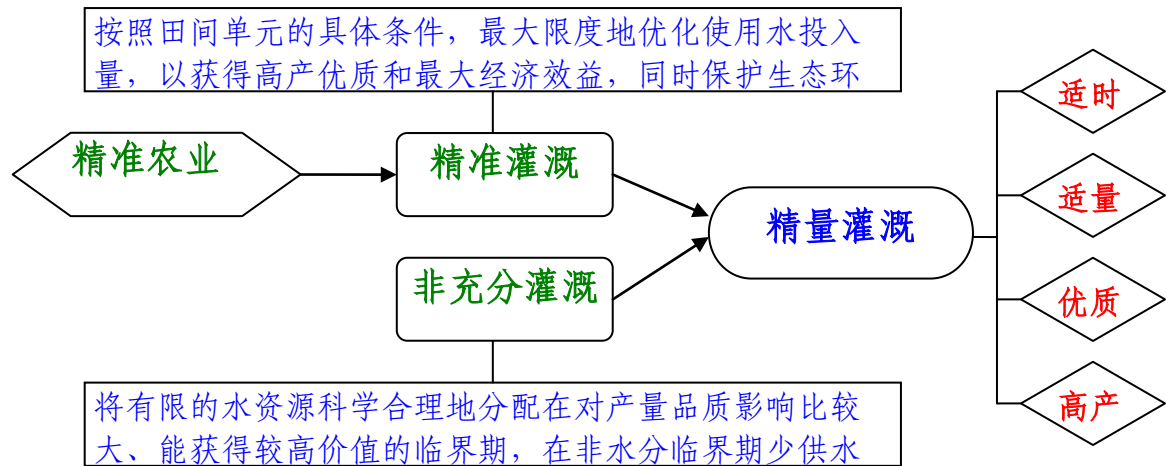 按照田间单元的具体条件，最大限度地优化使用水投入
量，以获得高产优质和最大经济效益，同时保护生态环
精准农业
精准灌溉
非充分灌溉
精量灌溉
适时
适量
优质
高产
将有限的水资源科学合理地分配在对产量品质影响比较
大、能获得较高价值的临界期，在非水分临界期少供水